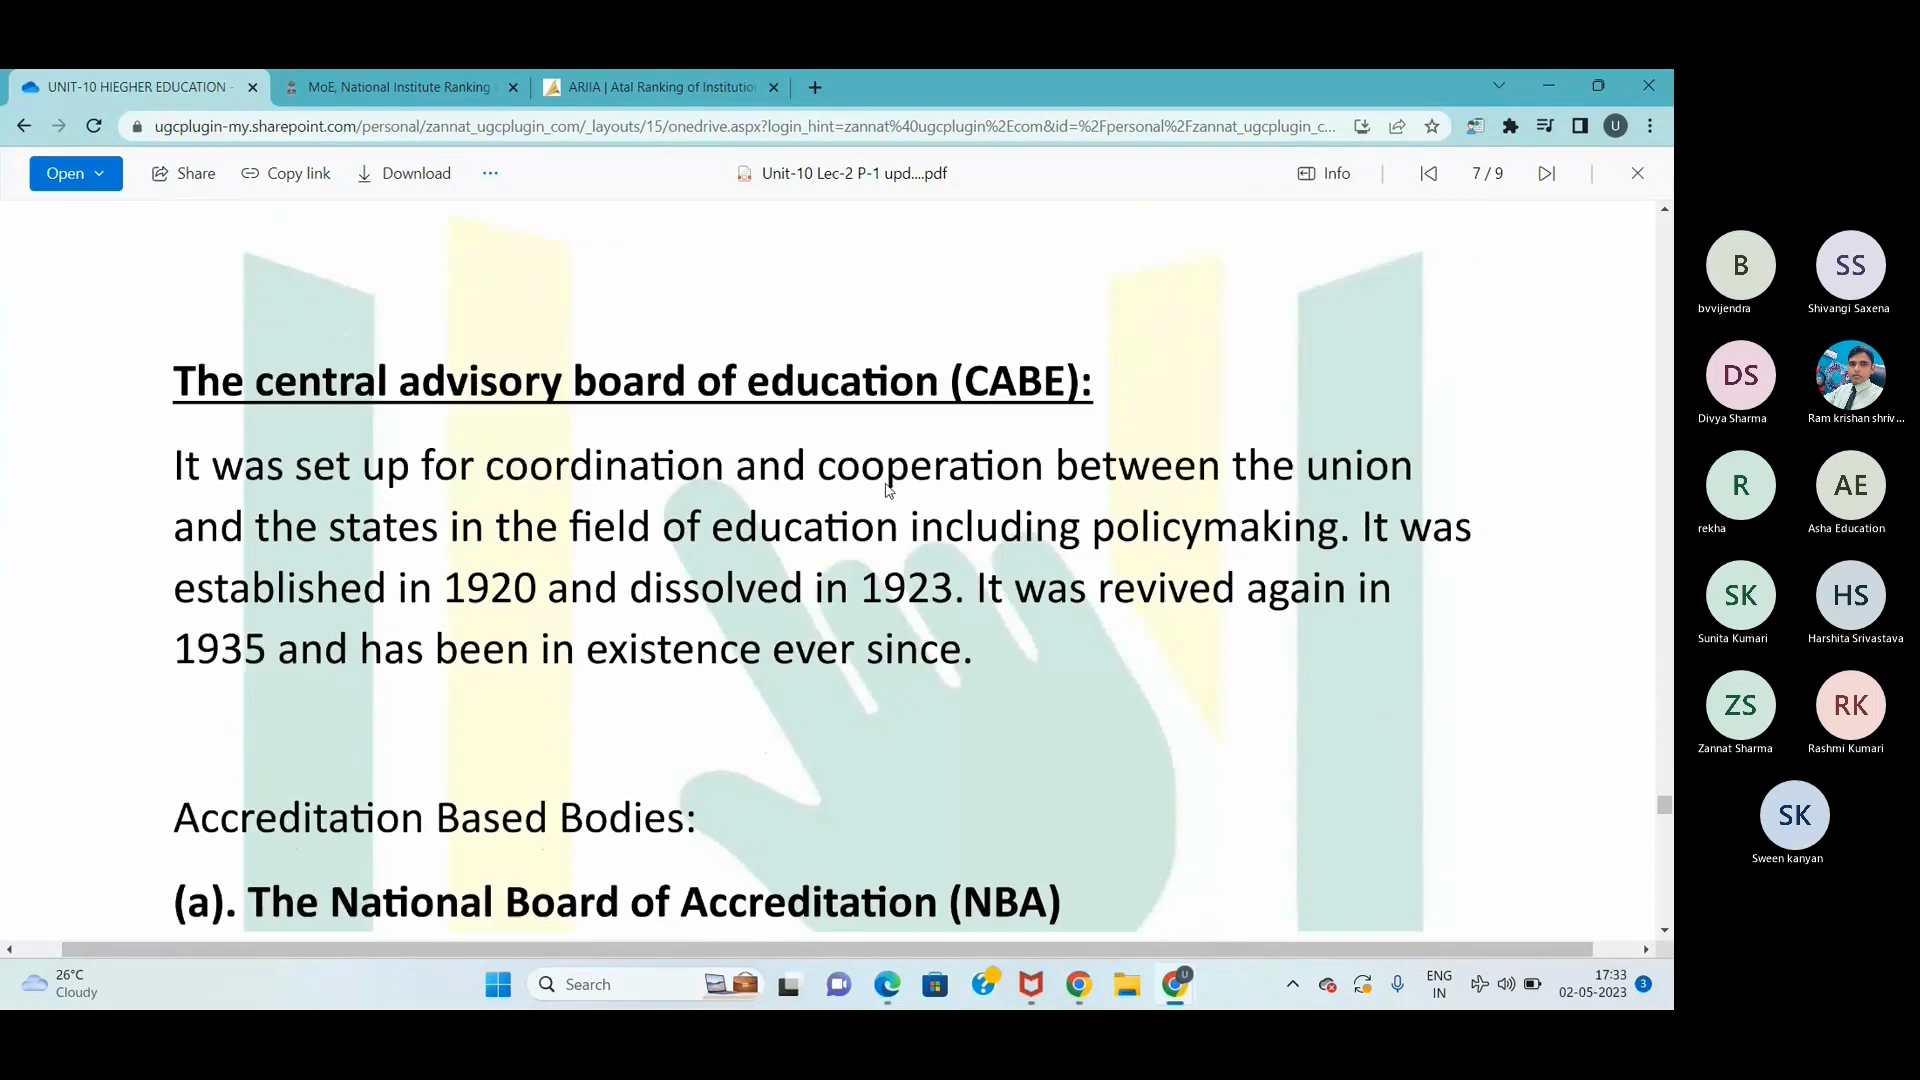 UNIT-10 HIEGHER EDUCATION -
MoE, National Institute Ranking
ARIIA | Atal Ranking of Institutio
ugcplugin-my.sharepoint.com/personal/zannat_ugcplugin_com/_layouts/15/onedrive.aspx?login_hint=zannat%40ugcplugin%2Ecom&id=%2Fpersonal%2Fzannat_ugcplugin_c...
U
Open
Share
Copy link
Download
Unit-10 Lec-2 P-1 upd....pdf
Info
7 / 9
The central advisory board of education (CABE):
It was set up for coordination and cooperation between the union
and the states in the field of education including policymaking. It was
established in 1920 and dissolved in 1923. It was revived again in
1935 and has been in existence ever since.
Accreditation Based Bodies:
(a). The National Board of Accreditation (NBA)
B
bvvijendra
SS
Shivangi Saxena
DS
Divya Sharma
Ram krishan shriv...
R
rekha
AE
Asha Education
SK
Sunita Kumari
HS
Harshita Srivastava
ZS
Zannat Sharma
RK
Rashmi Kumari
SK
Sween kanyan
26°C
Cloudy
Search
U
ENG
IN
17:33
02-05-2023
3